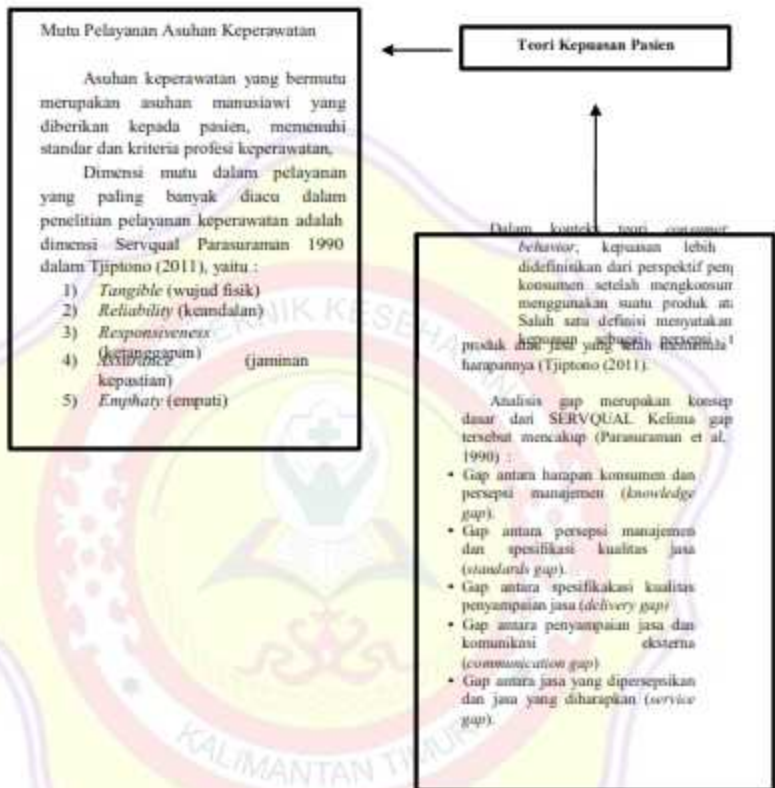 Mutu Pelayanan Asuhan Keperawatan
Asuhan keperawatan yang bermutu
merupakan asuhan manusiawi yang
diberikan kepada pasien, memenuhi
standar dan kriteria profesi keperawatan,
Dimensi mutu dalam pelayanan
yang paling banyak diacu dalam
penelitian pelayanan keperawatan adalah
dimensi Servqual Parasuraman 1990
dalam Tjiptono (2011), yaitu :
1) Tangible (wujud fisik)
2) Reliability (keandalan)
3) Responsiveness
(ketanggapan)
4) Assurance (jaminan
kepastian)
5) Emphaty (empati)
Teori Kepuasan Pasien
Dalam konteks teori consumer
behavior, kepuasan lebih
didefinisikan dari perspektif
konsumen setelah
menggunakan suatu produk
Salah satu definisi menyatakan
kepuasan sebagai persepsi
produk atau jasa yang telah memenuhi
harapannya (Tjiptono (2011).
Analisis gap merupakan konsep
dasar dari SERVQUAL Kelima gap
tersebut mencakup (Parasuraman et al.
1990) :
• Gap antara harapan konsumen dan
persepsi manajemen (knowledge
gap).
• Gap antara persepsi manajemen
dan spesifikasi kualitas jasa
(standards gap).
• Gap antara spesifikakasi kualitas
penyampaian jasa (delivery gap)
• Gap antara penyampaian jasa dan
komunikasi eksterna
(communication gap)
• Gap antara jasa yang dipersepsikan
dan jasa yang diharapkan (service
gap).
KALIMANTAN TIMUR